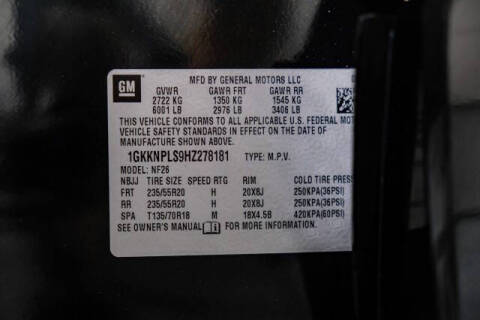 GM
MFD BY GENERAL MOTORS LLC
GVWR GAWR FRT GAWR RR
2722 KG 1350 KG 1545 KG
6001 LB 2976 LB 3406 LB
THIS VEHICLE CONFORMS TO ALL APPLICABLE U.S. FEDERAL MOT
VEHICLE SAFETY STANDARDS IN EFFECT ON THE DATE OF
MANUFACTURE SHOWN ABOVE.
1GKKNPLS9HZ278181 TYPE: M.P.V.
MODEL: NF26
NBJJ TIRE SIZE SPEED RTG RIM COLD TIRE PRESS
FRT 235/55R20 H 20X8J 250KPA(36PSI)
RR 235/55R20 H 20X8J 250KPA(36PSI)
SPA T135/70R18 M 18X4.5B 420KPA(60PSI)
SEE OWNER'S MANUAL FOR MORE INFORMATION